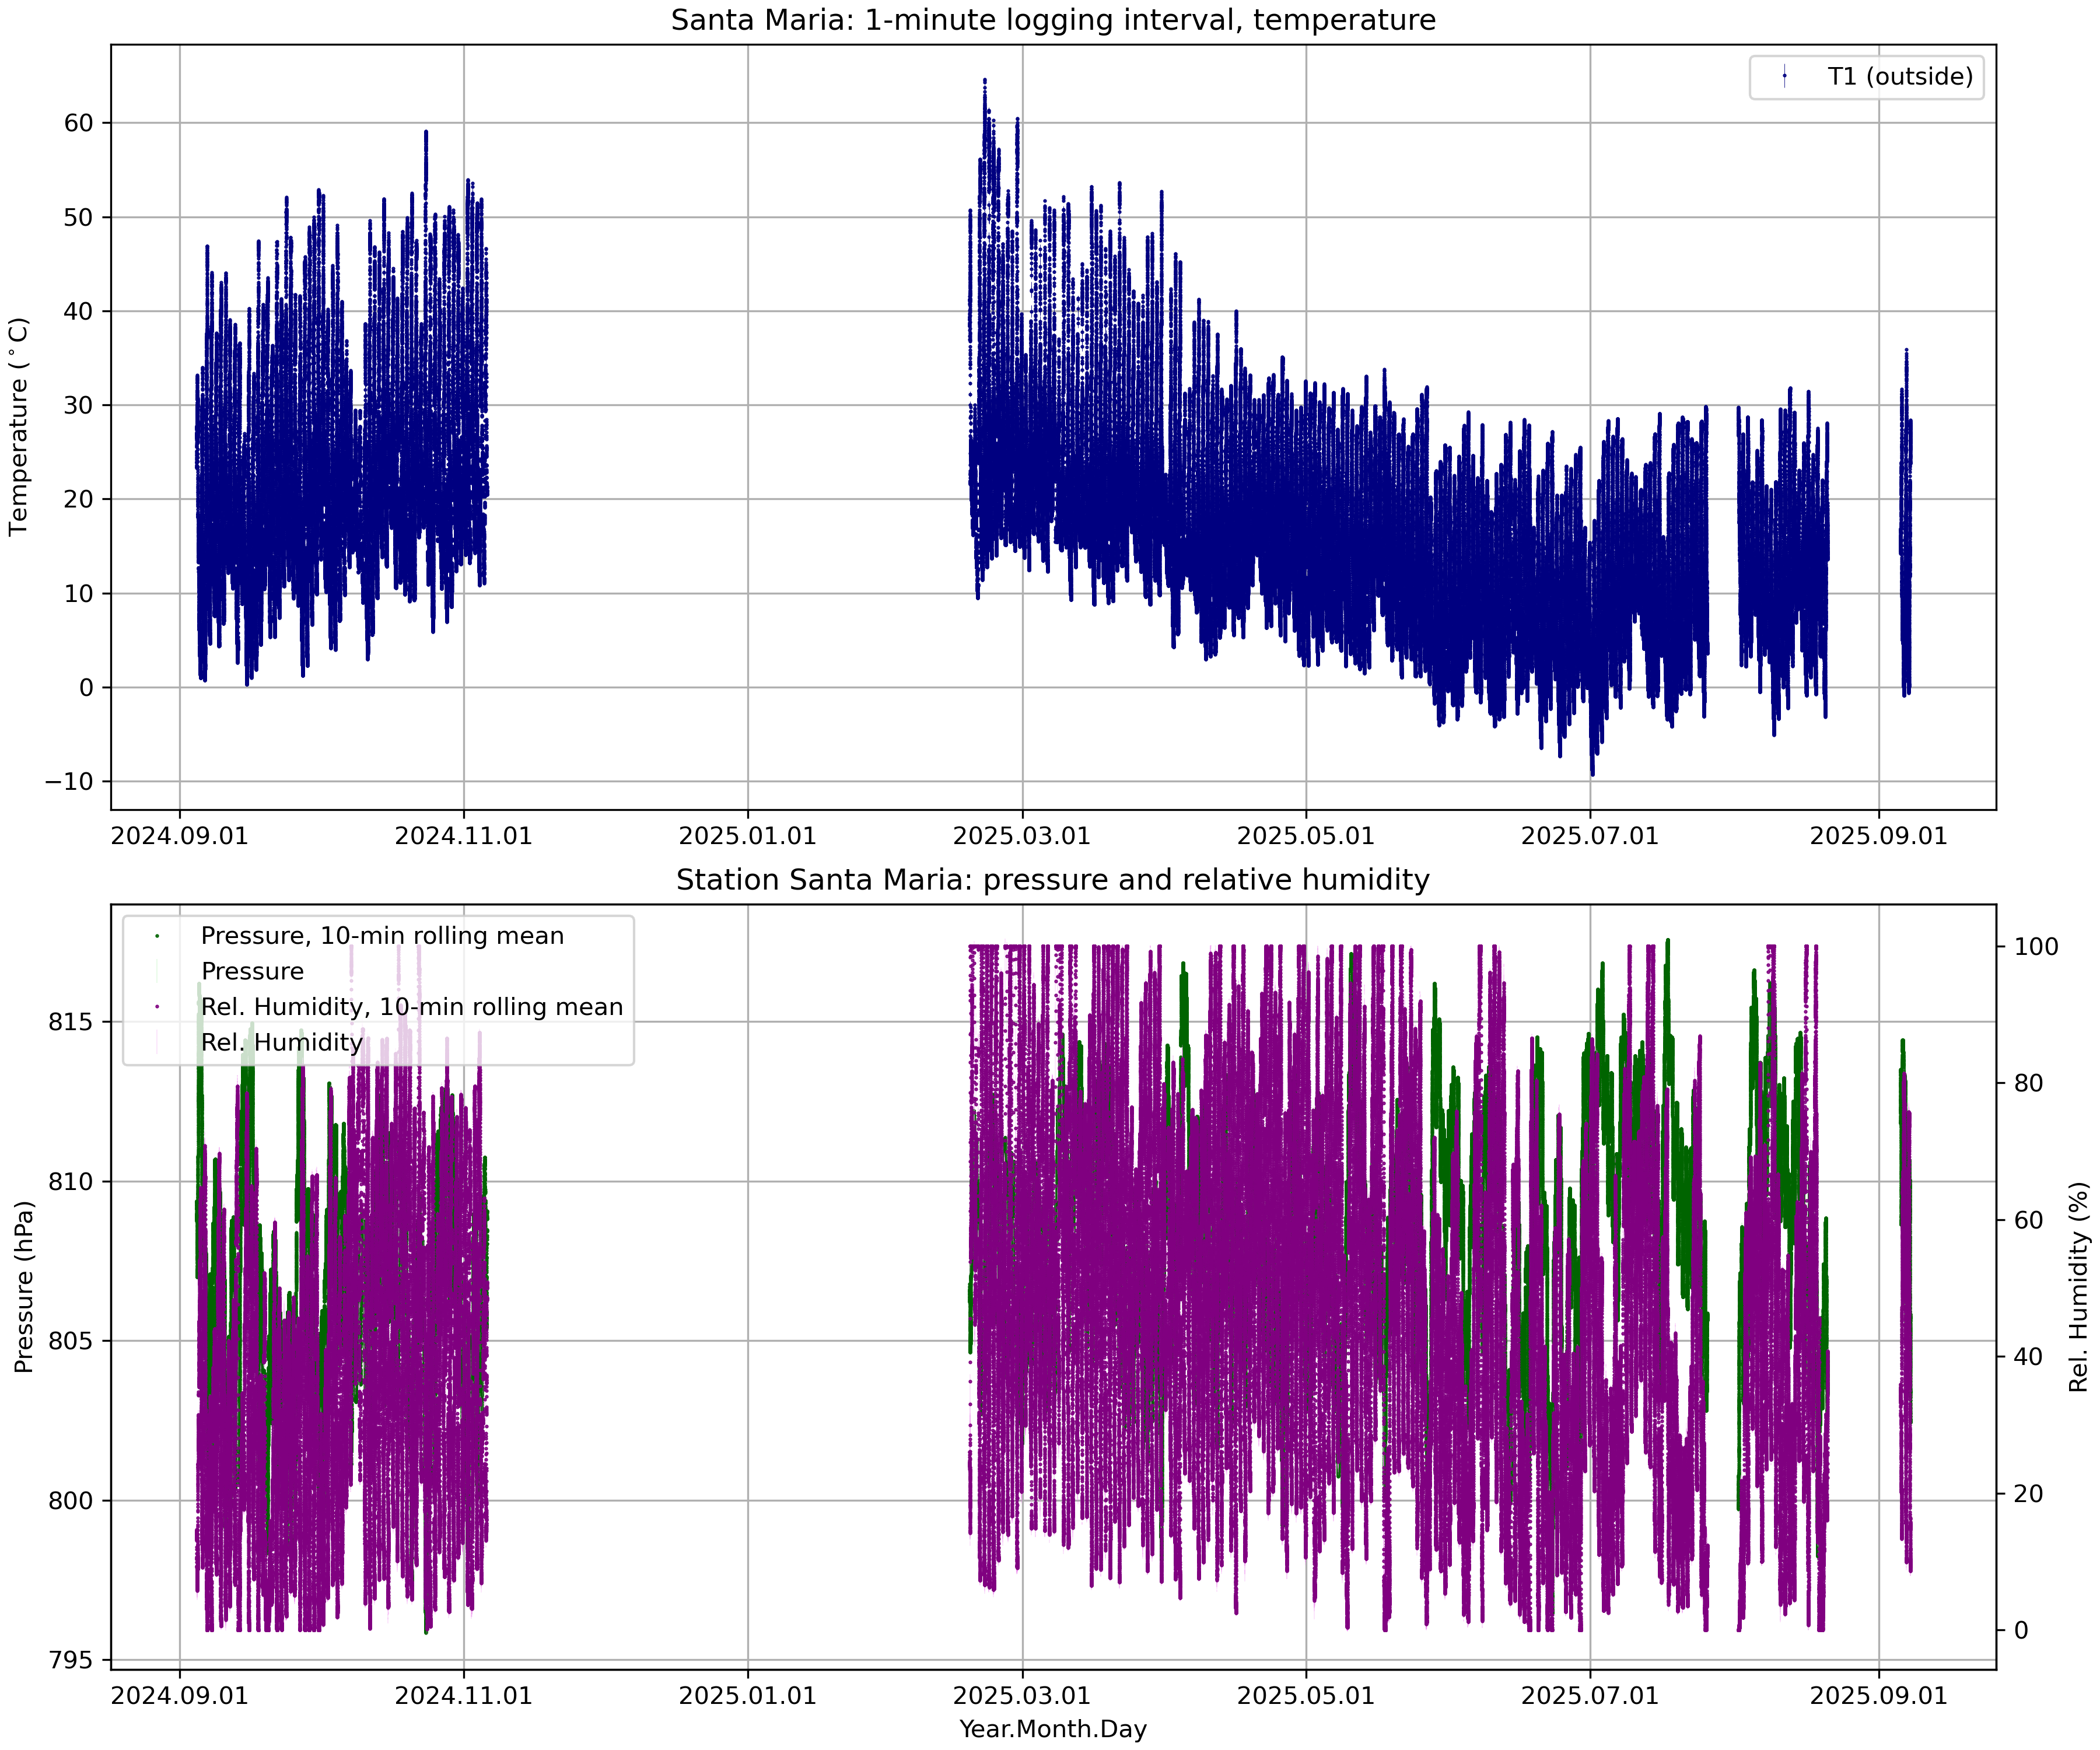 Santa Maria: 1-minute logging interval, temperature
T1 (outside)
Temperature (°C)
60
50
40
30
20
10
0
−10
2024.09.01 2024.11.01 2025.01.01 2025.03.01 2025.05.01 2025.07.01 2025.09.01
Station Santa Maria: pressure and relative humidity
Pressure, 10-min rolling mean
Pressure
Rel. Humidity, 10-min rolling mean
Rel. Humidity
Pressure (hPa)
815
810
805
800
795
100
80
60
40
20
0
Rel. Humidity (%)
2024.09.01 2024.11.01 2025.01.01 2025.03.01 2025.05.01 2025.07.01 2025.09.01
Year.Month.Day